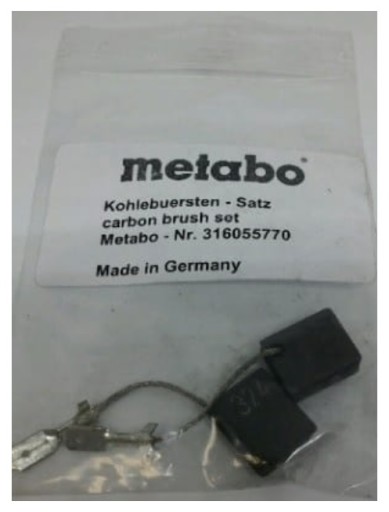 metabo
Kohlebuersten - Satz
carbon brush set
Metabo - Nr. 316055770
Made in Germany